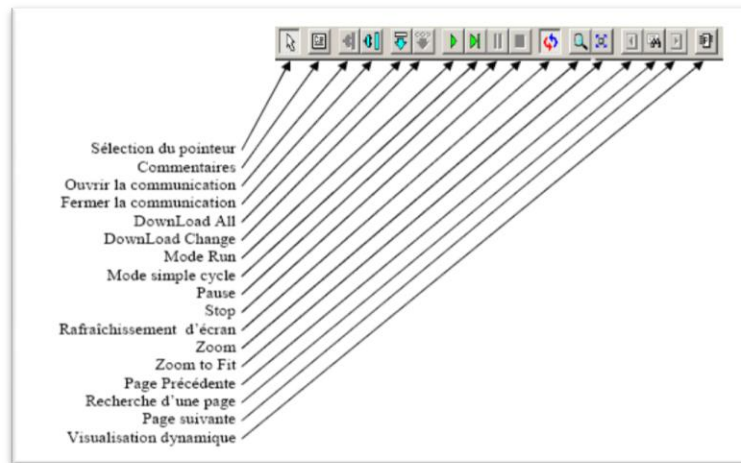 Sélection du pointeur
Commentaires
Ouvrir la communication
Fermer la communication
DownLoad All
DownLoad Change
Mode Run
Mode simple cycle
Pause
Stop
Rafraîchissement d'écran
Zoom
Zoom to Fit
Page Précédente
Recherche d'une page
Page suivante
Visualisation dynamique